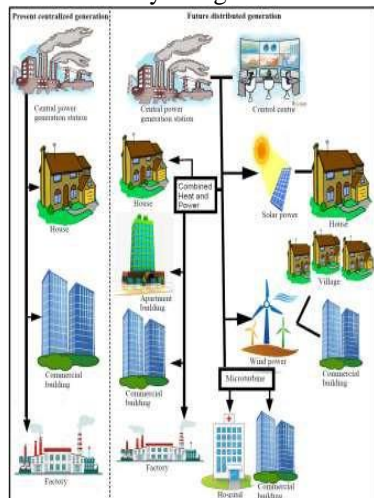 Present centralized generation
Future distributed generation
Central power
generation station
Central power
generation station
Control centre
House
House
Combined
Heat and
Power
Solar power
House
Apartment
building
Village
Wind power
Commercial
building
Commercial
building
Commercial
building
Microturbine
Factory
Factory
Hospital
Commercial
building